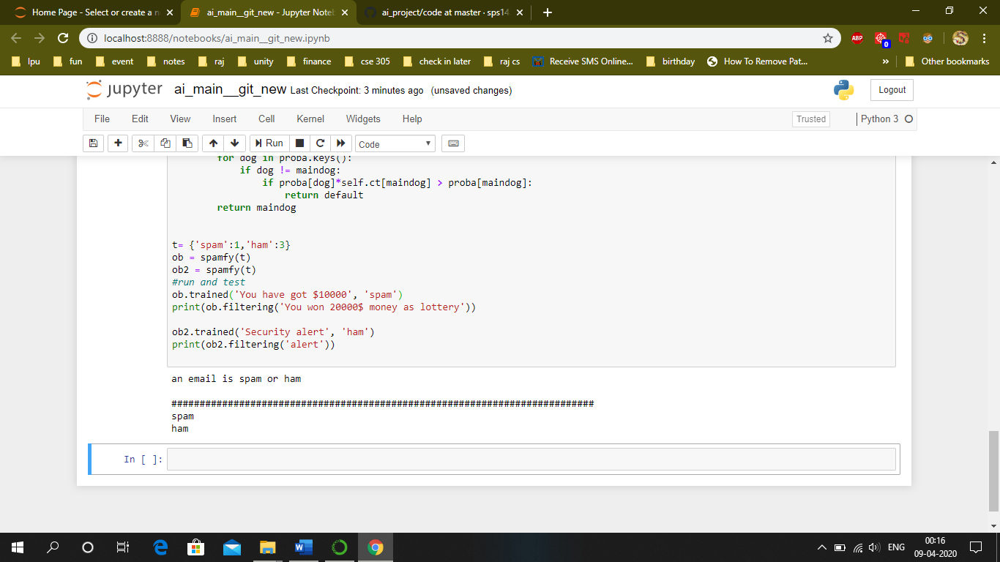 Home Page - Select or create a n
ai_main__git_new - Jupyter Noteb
ai_project/code at master · sps14
localhost:8888/notebooks/ai_main__git_new.ipynb
ABP
0
lpu
fun
event
notes
raj
unity
finance
cse 305
check in later
raj cs
Receive SMS Online...
birthday
How To Remove Pat...
»
Other bookmarks
jupyter
ai_main__git_new Last Checkpoint: 3 minutes ago (unsaved changes)
Logout
File Edit View Insert Cell Kernel Widgets Help
Trusted
Python 3
Run
Code
for dog in proba.keys():
if dog != maindog:
if proba[dog]*self.ct[maindog] > proba[maindog]:
return default
return maindog
t= {'spam':1,'ham':3}
ob = spamfy(t)
ob2 = spamfy(t)
#run and test
ob.trained('You have got $10000', 'spam')
print(ob.filtering('You won 20000$ money as lottery'))
ob2.trained('Security alert', 'ham')
print(ob2.filtering('alert'))
an email is spam or ham
###########################################################################
spam
ham
In [ ]:
ENG
00:16
09-04-2020